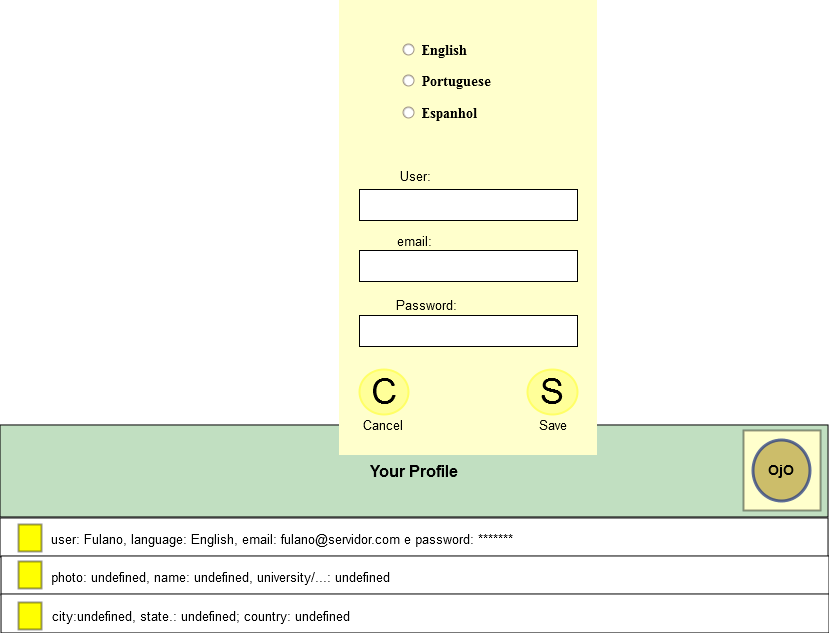 English
Portuguese
Espanhol
User:
email:
Password:
C S
Cancel Save
Your Profile
OjO
user: Fulano, language: English, email: fulano@servidor.com e password: *******
photo: undefined, name: undefined, university/...: undefined
city:undefined, state.: undefined; country: undefined